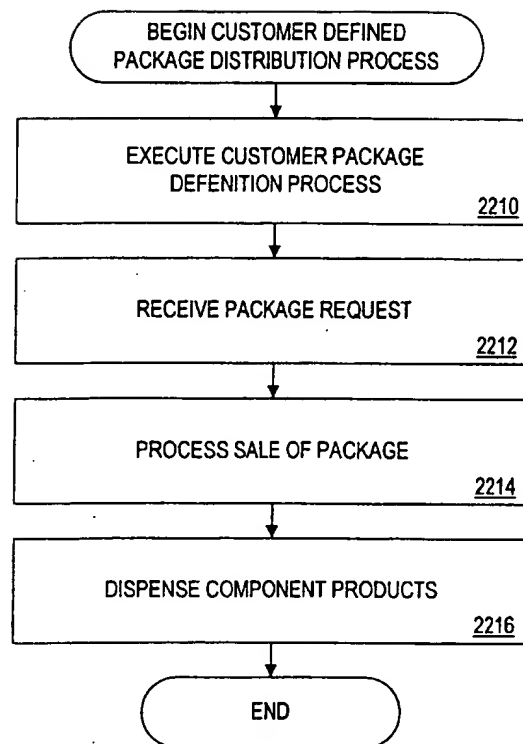 BEGIN CUSTOMER DEFINED
PACKAGE DISTRIBUTION PROCESS
EXECUTE CUSTOMER PACKAGE
DEFENITION PROCESS
2210
RECEIVE PACKAGE REQUEST
2212
PROCESS SALE OF PACKAGE
2214
DISPENSE COMPONENT PRODUCTS
2216
END